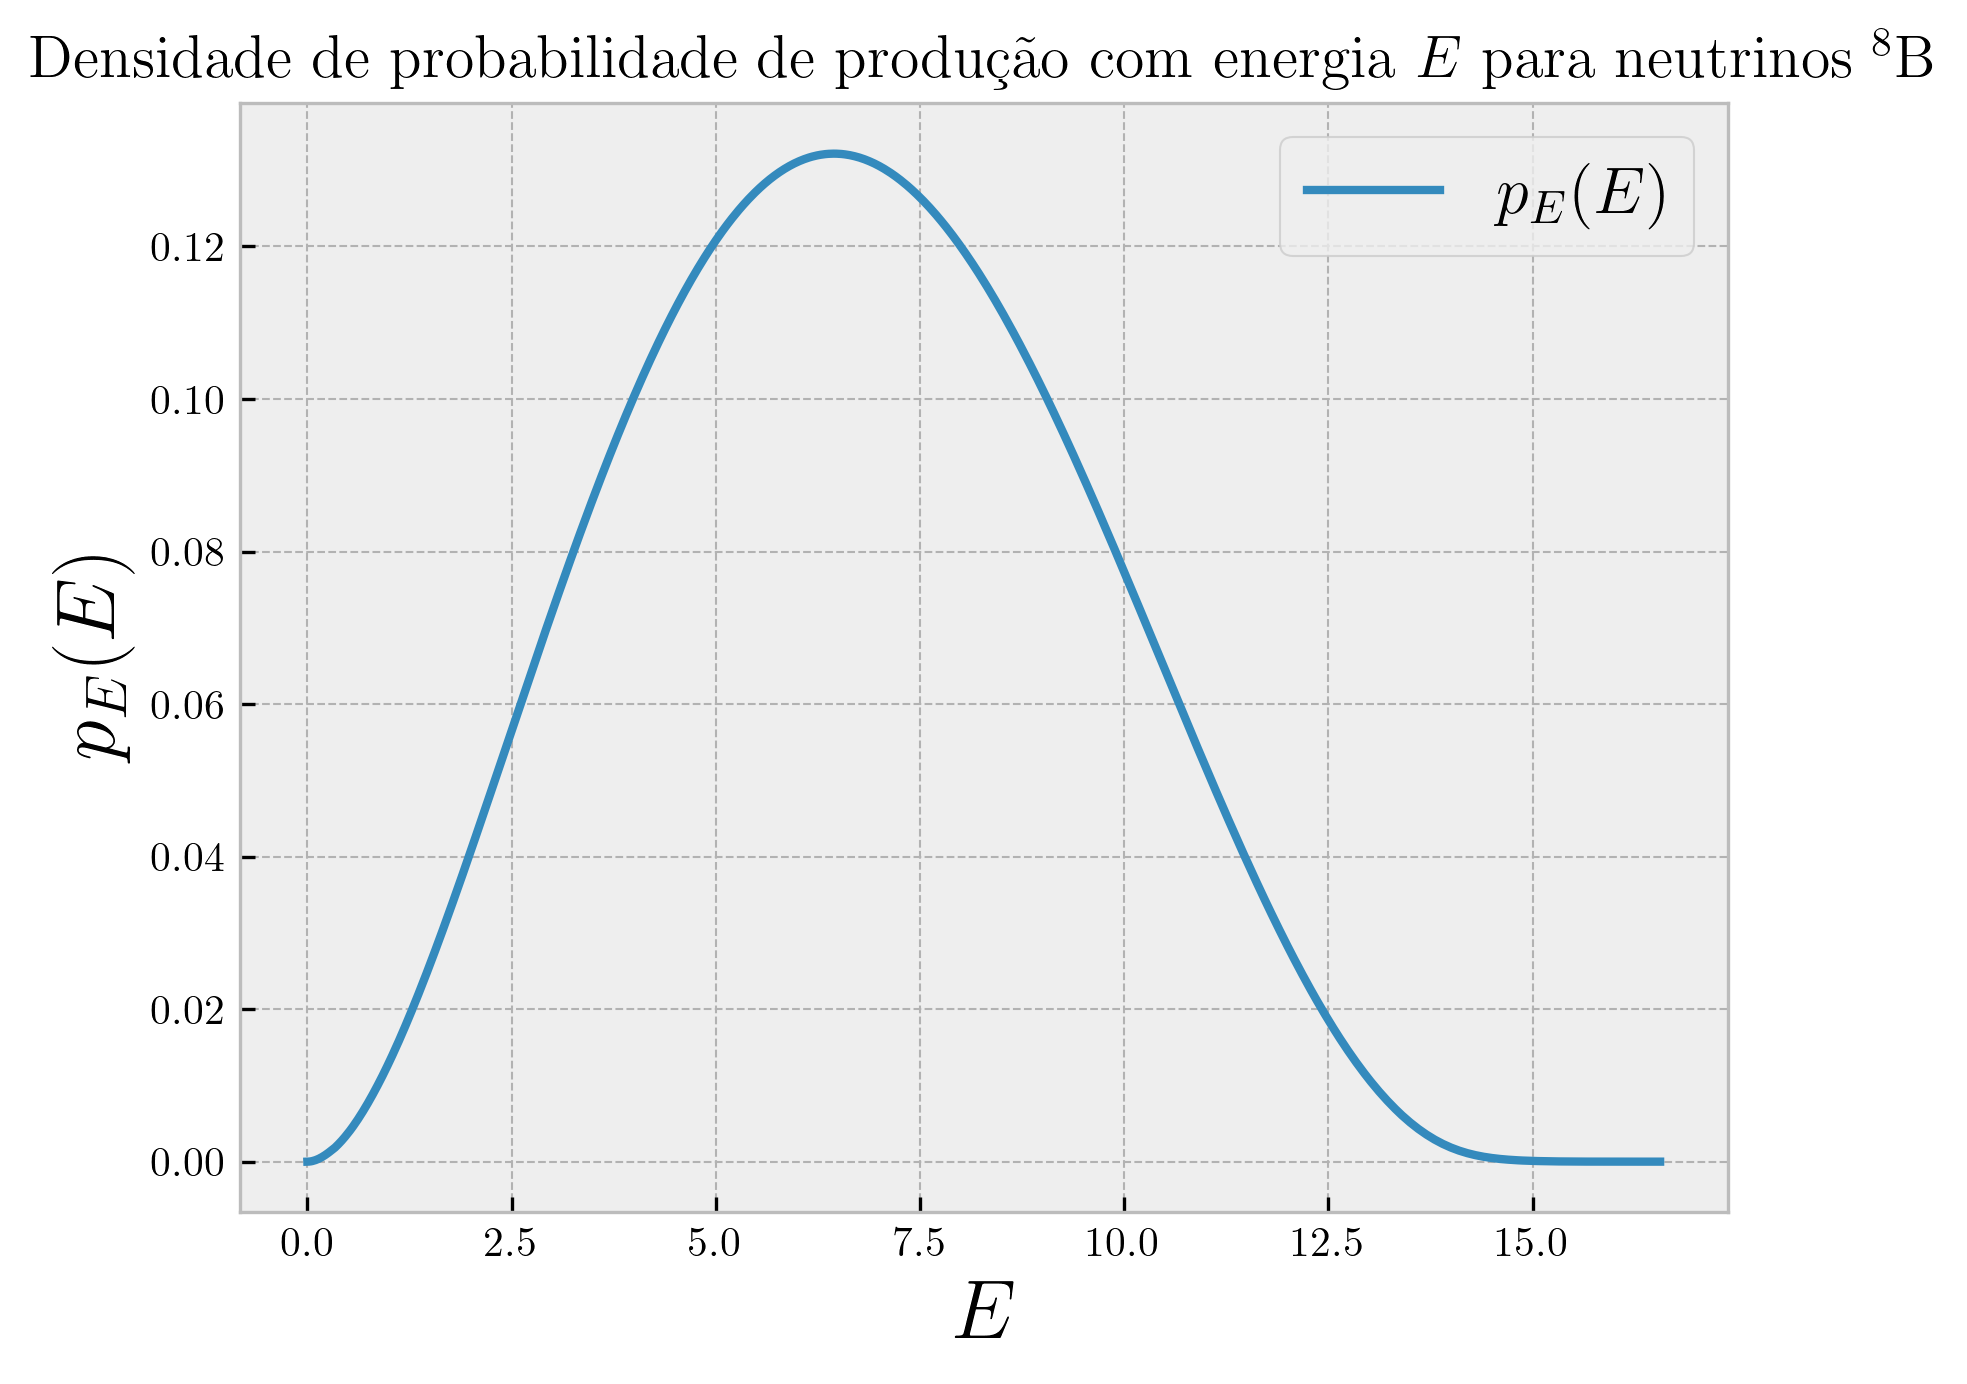 Densidade de probabilidade de produção com energia E para neutrinos ⁸B
p_E(E)
p_E(E)
0.12
0.10
0.08
0.06
0.04
0.02
0.00
0.0 2.5 5.0 7.5 10.0 12.5 15.0
E